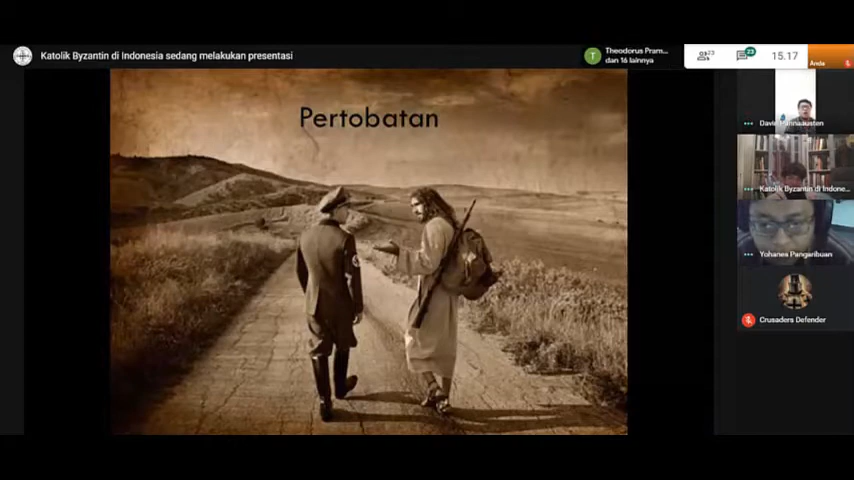 Katolik Byzantin di Indonesia sedang melakukan presentasi
T
Theodorus Pram...
dan 16 lainnya
23
23
15.17
Anda
Pertobatan
Katolik Byzantin di Indone...
Yohanes Pangaribuan
Crusaders Defender